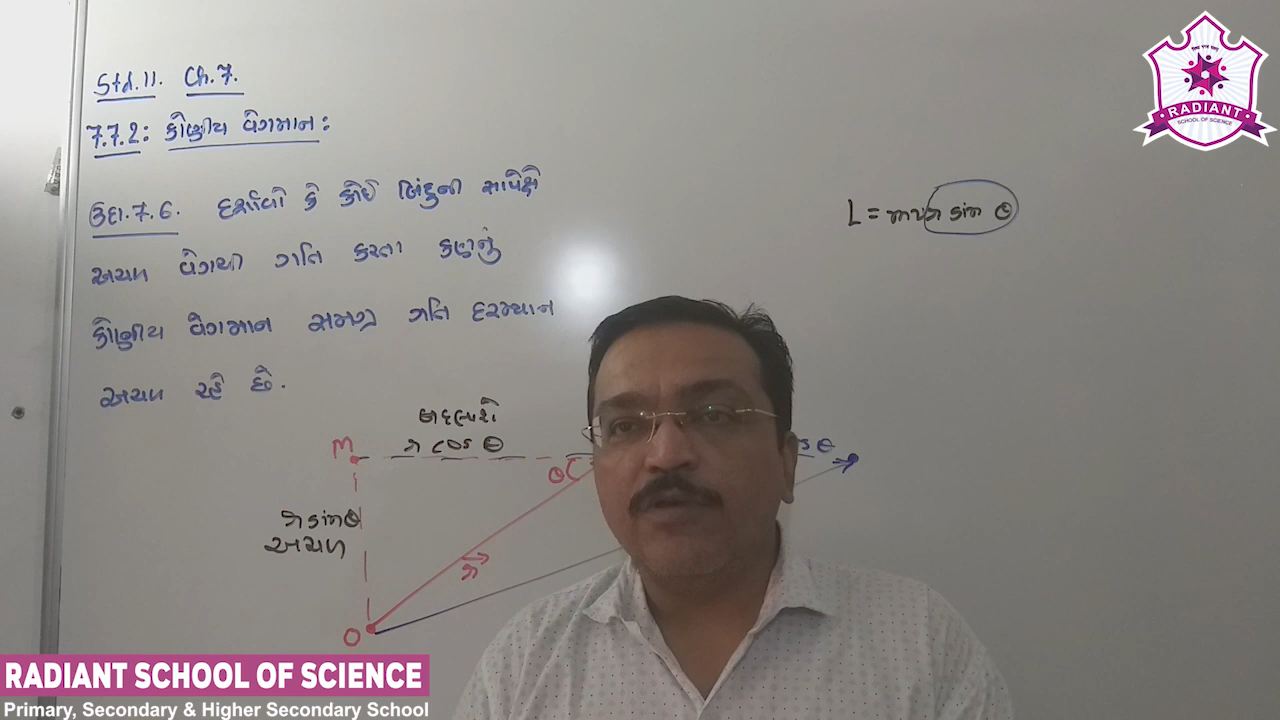 Std.11. Ch.7.
7.7.2: કોણીય વેગમાન:
ઉદા.7.6. દર્શાવો કે કોઈ બિંદુની સાપેક્ષે
અચળ વેગથી ગતિ કરતા કણનું
કોણીય વેગમાન સમગ્ર ગતિ દરમ્યાન
અચળ રહે છે.
L = mvr sin θ
બદલાશે
M r cos θ
θ
r sin θ
અચળ
r
O
RADIANT
SCHOOL OF SCIENCE
RADIANT SCHOOL OF SCIENCE
Primary, Secondary & Higher Secondary School